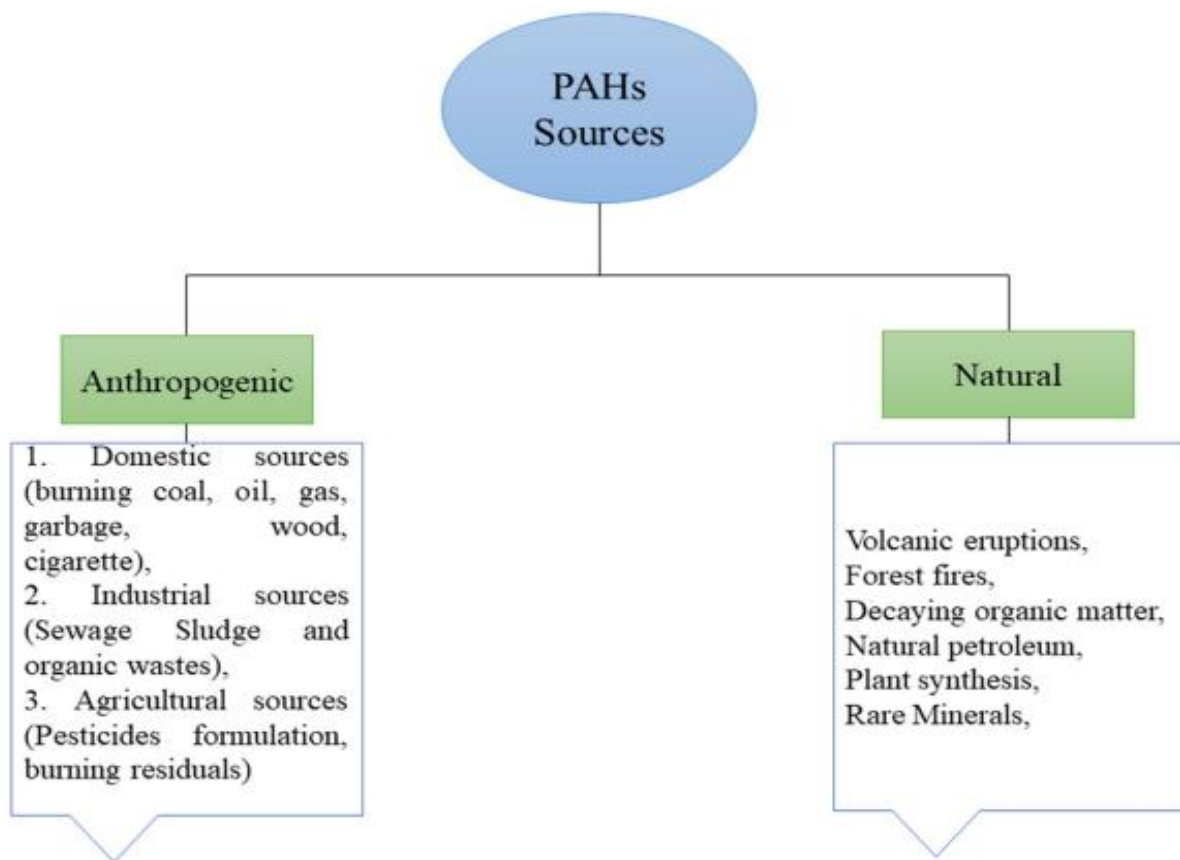 PAHs
Sources
Anthropogenic
Natural
1. Domestic sources
(burning coal, oil, gas,
garbage, wood,
cigarette),
2. Industrial sources
(Sewage Sludge and
organic wastes),
3. Agricultural sources
(Pesticides formulation,
burning residuals)
Volcanic eruptions,
Forest fires,
Decaying organic matter,
Natural petroleum,
Plant synthesis,
Rare Minerals,